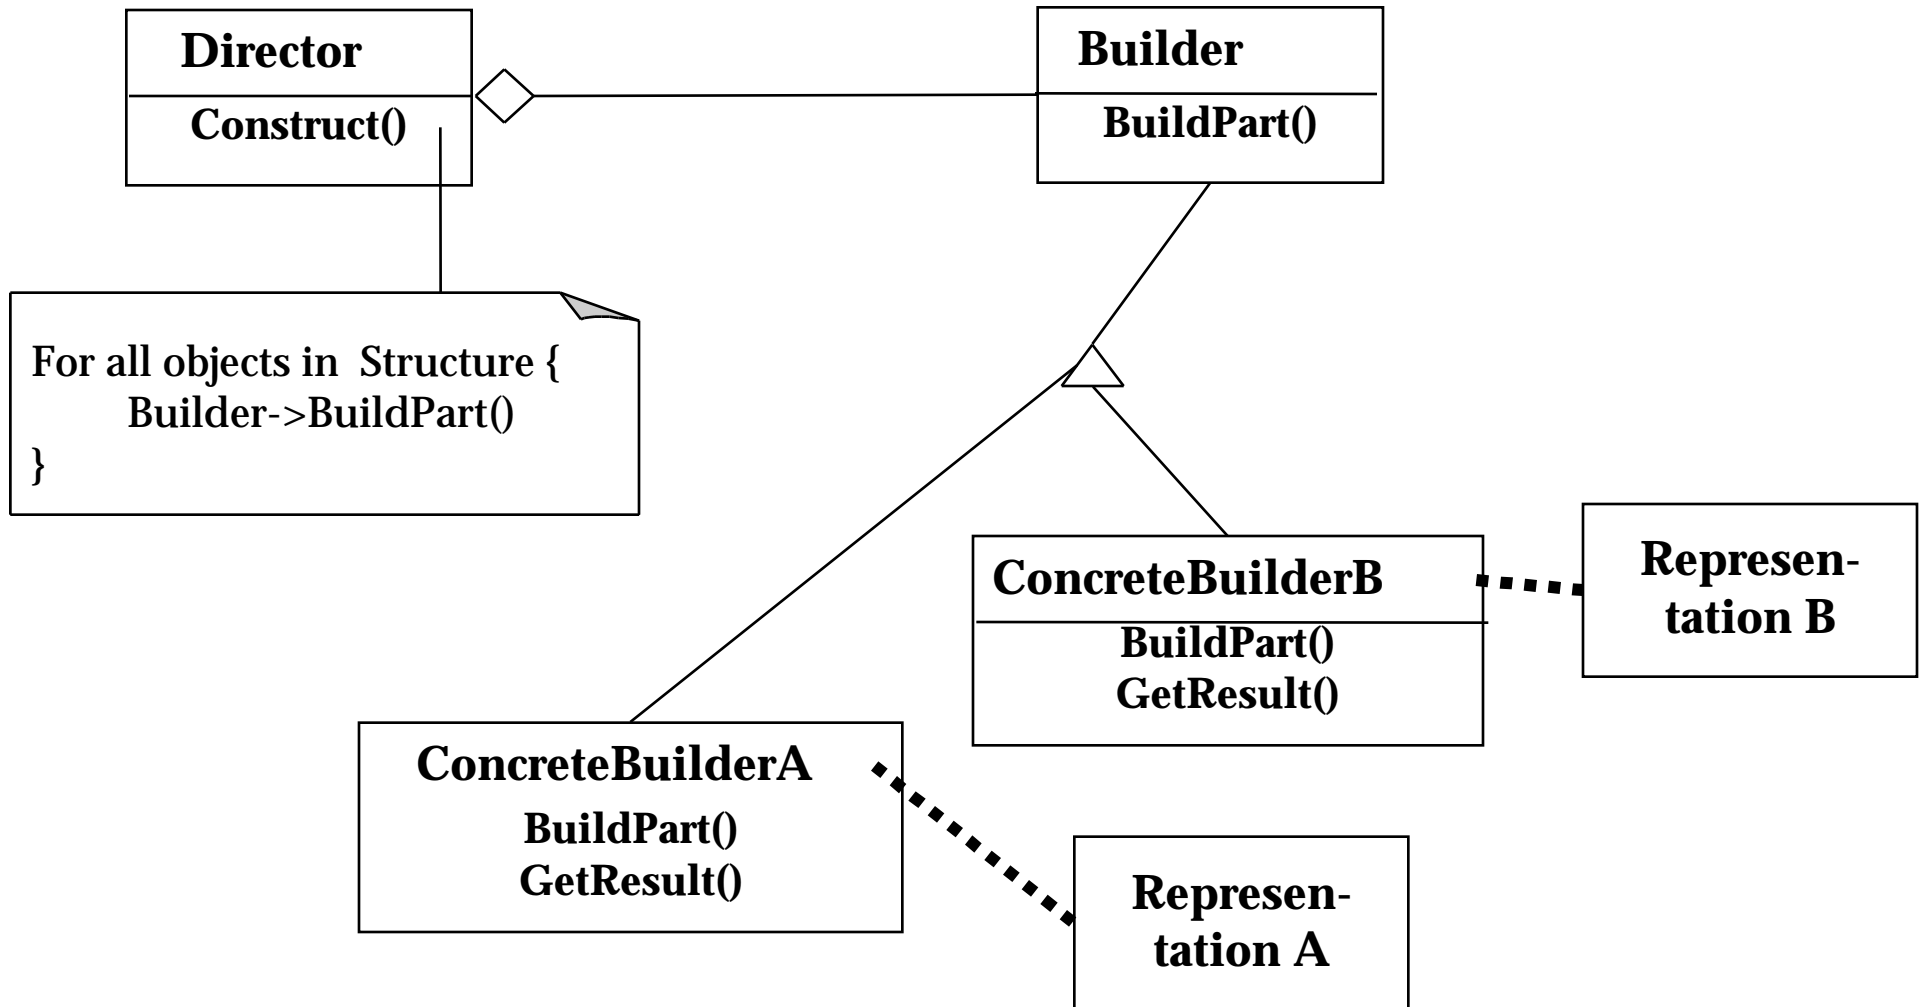 Director
Construct()
Builder
BuildPart()
For all objects in Structure {
Builder->BuildPart()
}
ConcreteBuilderB
BuildPart()
GetResult()
Represen-
tation B
ConcreteBuilderA
BuildPart()
GetResult()
Represen-
tation A